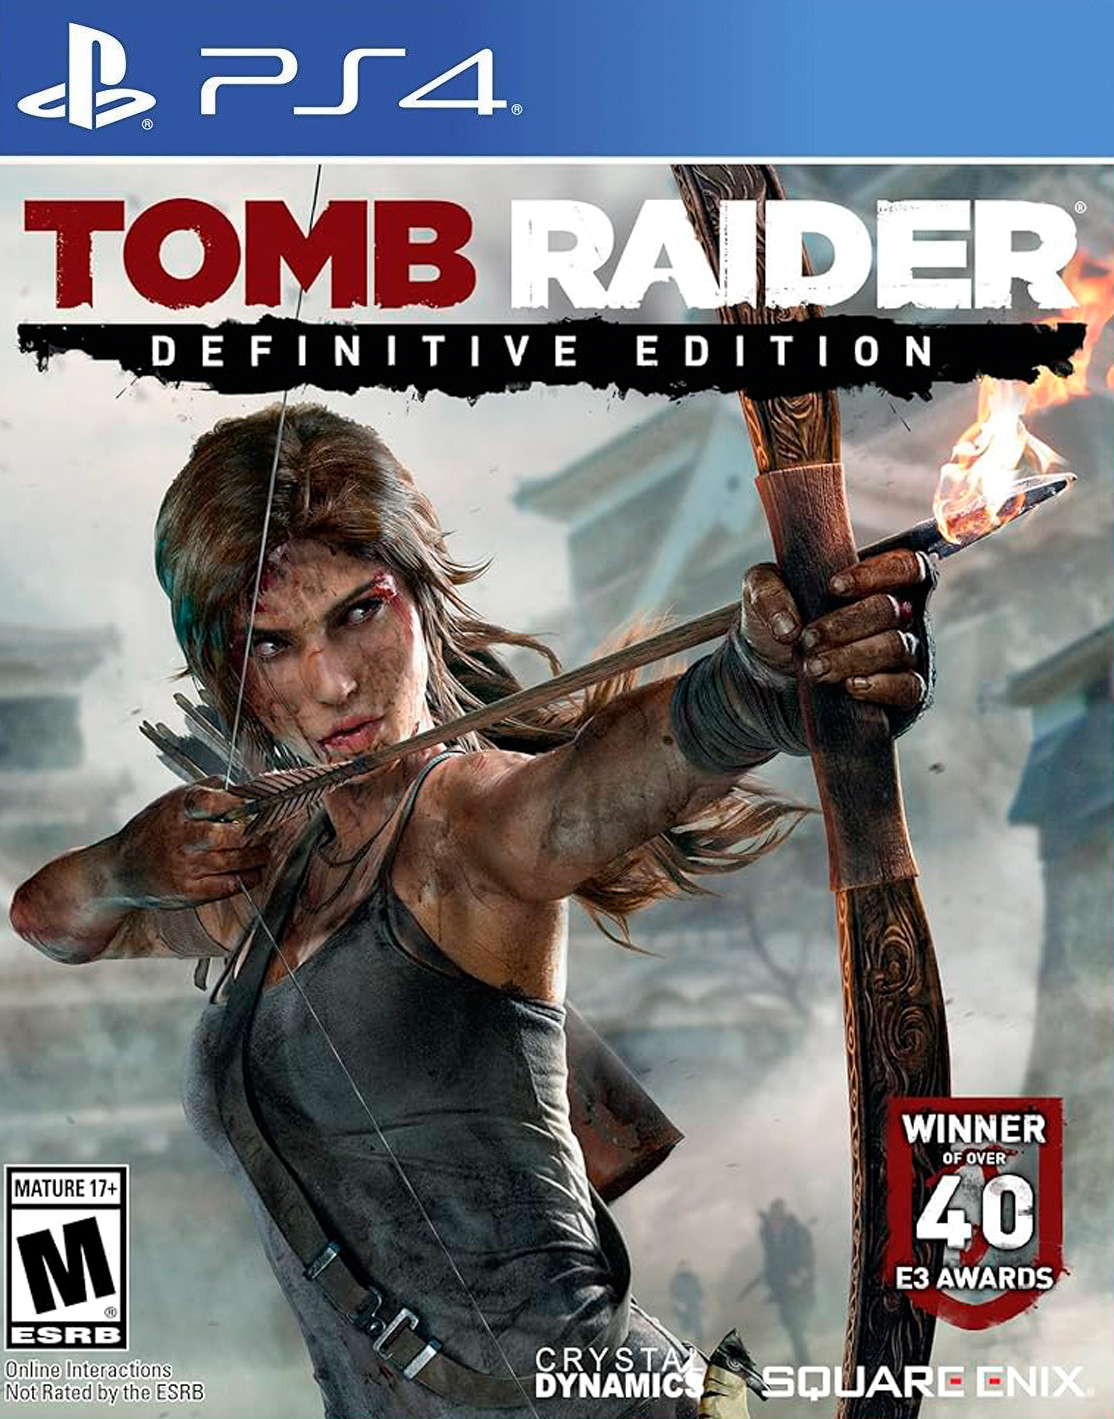 PS4®
TOMB RAIDER®
DEFINITIVE EDITION
WINNER
OF OVER
40
E3 AWARDS
MATURE 17+
M®
ESRB
Online Interactions
Not Rated by the ESRB
CRYSTAL
DYNAMICS
SQUARE ENIX®